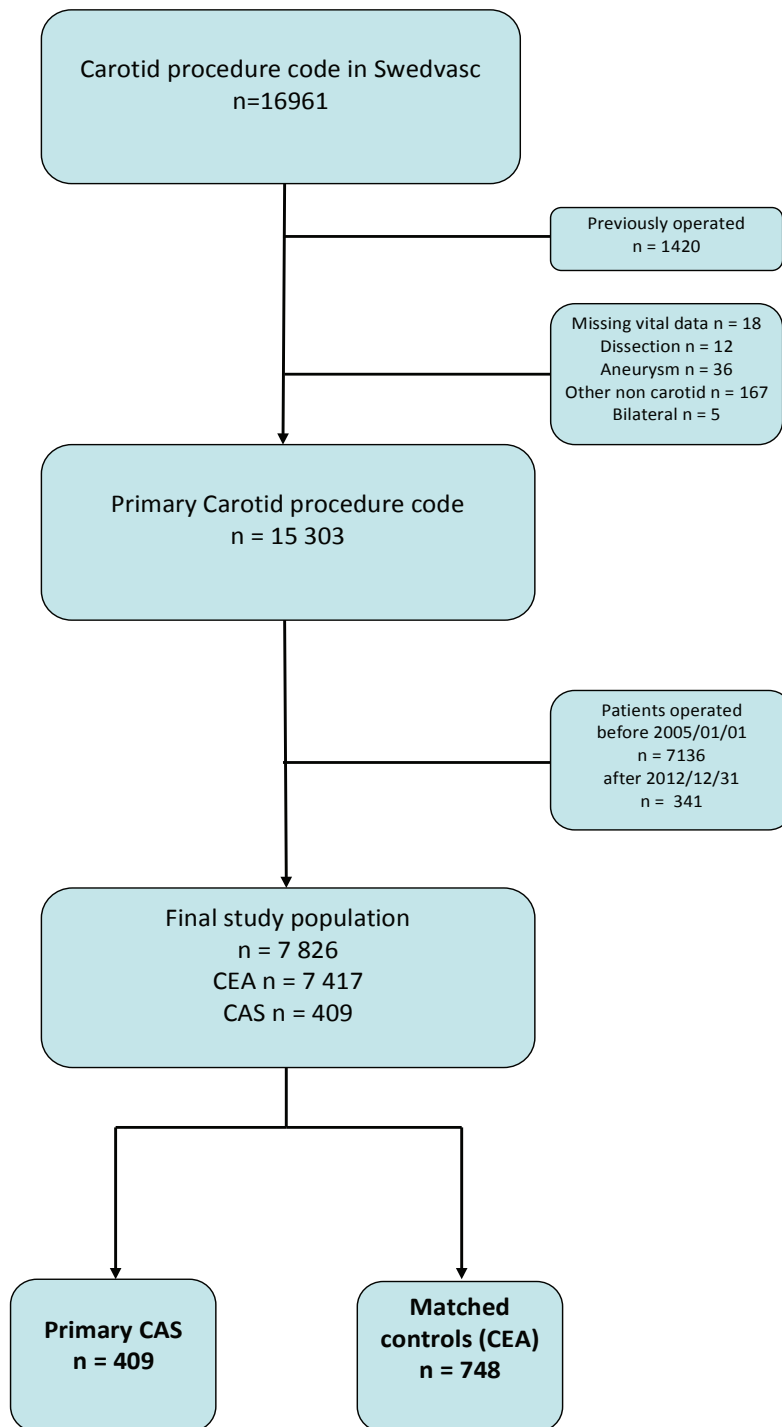 Carotid procedure code in Swedvasc
n=16961
Previously operated
n = 1420
Missing vital data n = 18
Dissection n = 12
Aneurysm n = 36
Other non carotid n = 167
Bilateral n = 5
Primary Carotid procedure code
n = 15 303
Patients operated
before 2005/01/01
n = 7136
after 2012/12/31
n = 341
Final study population
n = 7 826
CEA n = 7 417
CAS n = 409
Primary CAS
n = 409
Matched
controls (CEA)
n = 748